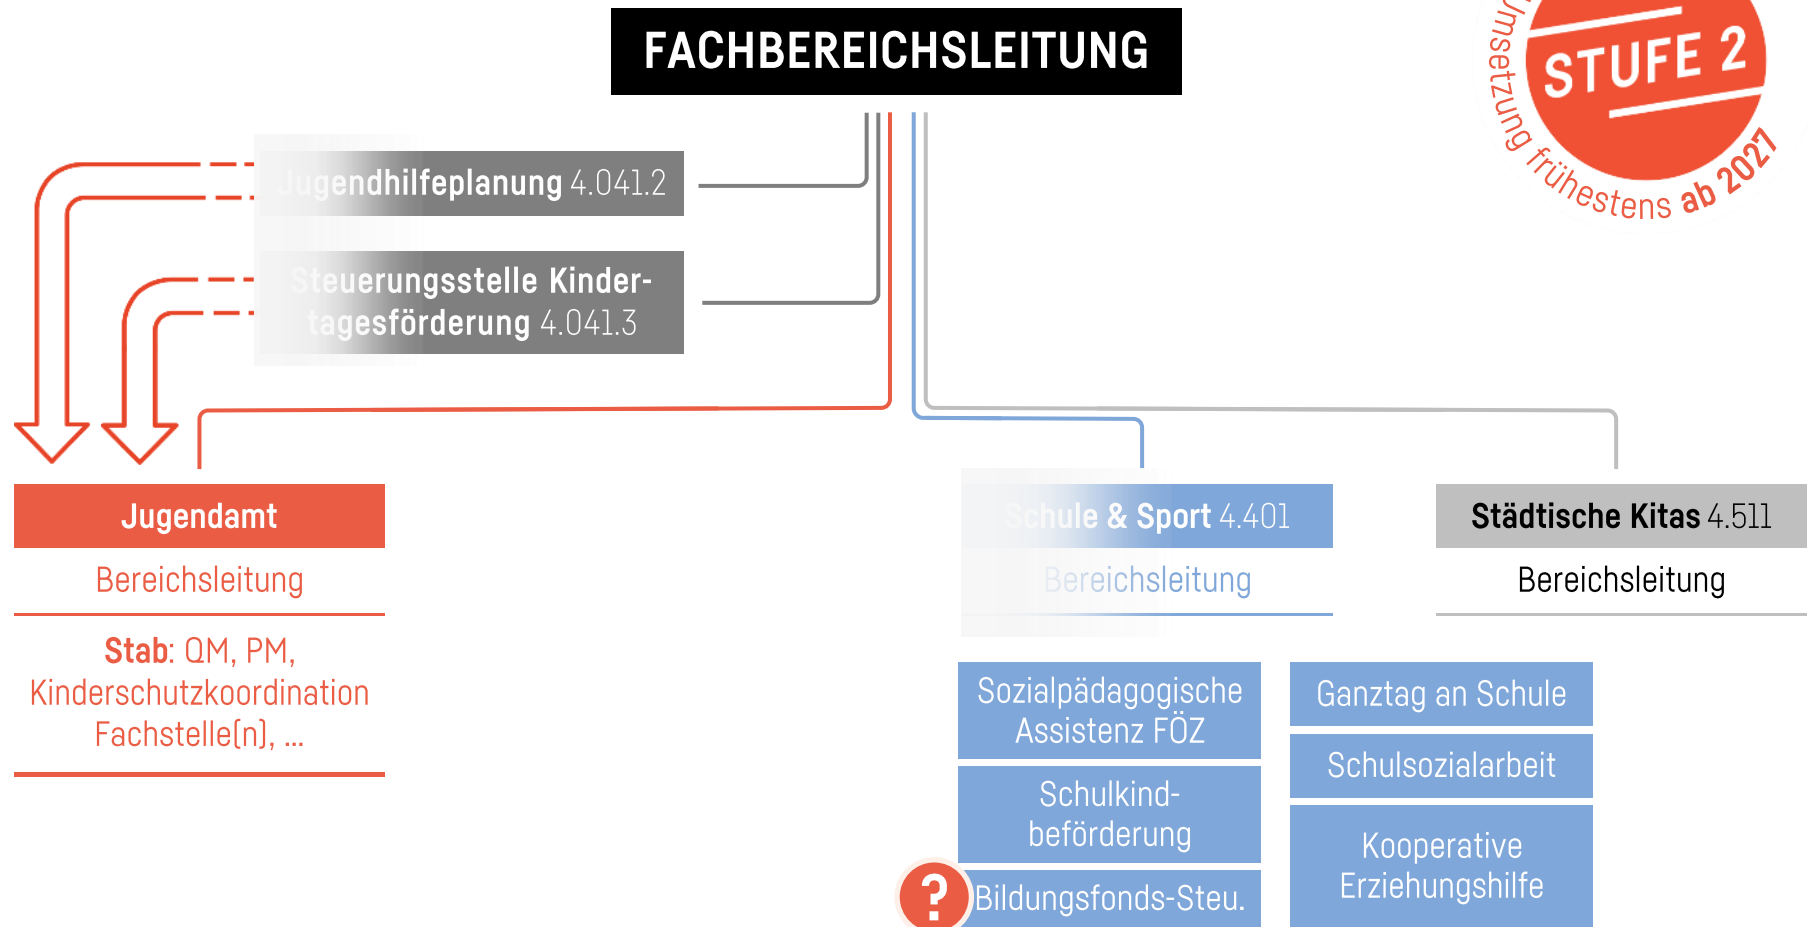 FACHBEREICHSLEITUNG
Umsetzung frühestens ab 2027
STUFE 2
Jugendhilfeplanung 4.041.2
Steuerungsstelle Kinder-
tagesförderung 4.041.3
Jugendamt
Bereichsleitung
Stab: QM, PM,
Kinderschutzkoordination
Fachstelle(n), ...
Schule & Sport 4.401
Bereichsleitung
Städtische Kitas 4.511
Bereichsleitung
Sozialpädagogische
Assistenz FÖZ
Schulkind-
beförderung
?
Bildungsfonds-Steu.
Ganztag an Schule
Schulsozialarbeit
Kooperative
Erziehungshilfe